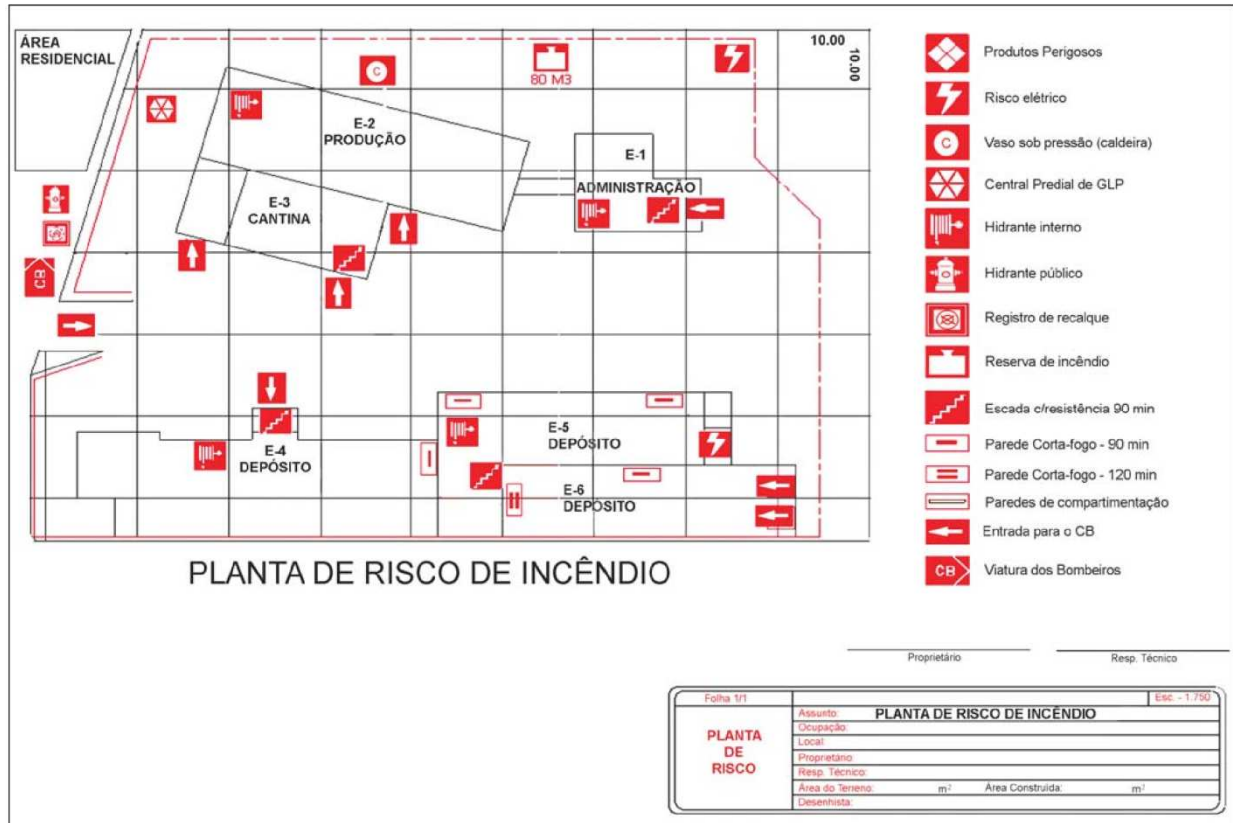 ÁREA
RESIDENCIAL
10.00
10.00
80 M3
C
E-2
PRODUÇÃO
E-1
ADMINISTRAÇÃO
E-3
CANTINA
CB
E-4
DEPÓSITO
E-5
DEPÓSITO
E-6
DEPÓSITO
PLANTA DE RISCO DE INCÊNDIO
Produtos Perigosos
Risco elétrico
C
Vaso sob pressão (caldeira)
Central Predial de GLP
Hidrante interno
Hidrante público
Registro de recalque
Reserva de incêndio
Escada c/resistência 90 min
Parede Corta-fogo - 90 min
Parede Corta-fogo - 120 min
Paredes de compartimentação
Entrada para o CB
CB
Viatura dos Bombeiros
Proprietário
Resp. Técnico
Folha 1/1
Esc. - 1.750
PLANTA
DE
RISCO
Assunto: PLANTA DE RISCO DE INCÊNDIO
Ocupação:
Local:
Proprietário:
Resp. Técnico:
Área do Terreno: m² Área Construida: m²
Desenhista: